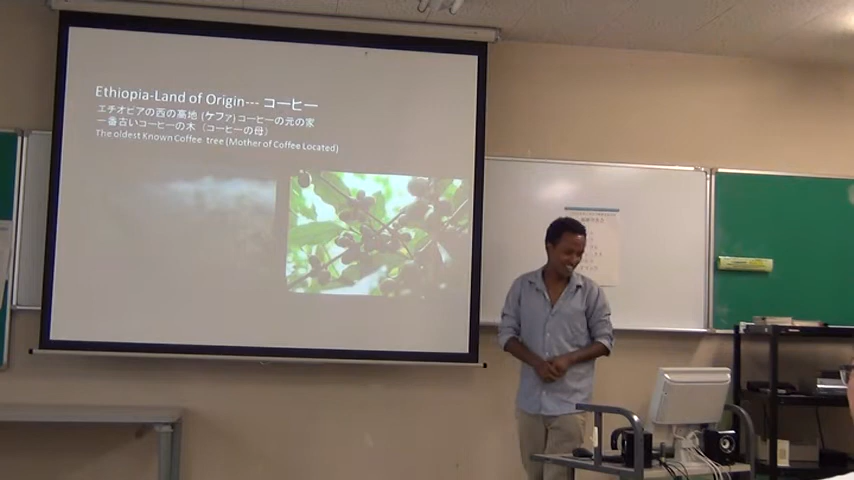 Ethiopia-Land of Origin--- コーヒー
エチオピアの西の高地 (ケファ)コーヒーの元の家
一番古いコーヒーの木（コーヒーの母）
The oldest Known Coffee tree (Mother of Coffee Located)